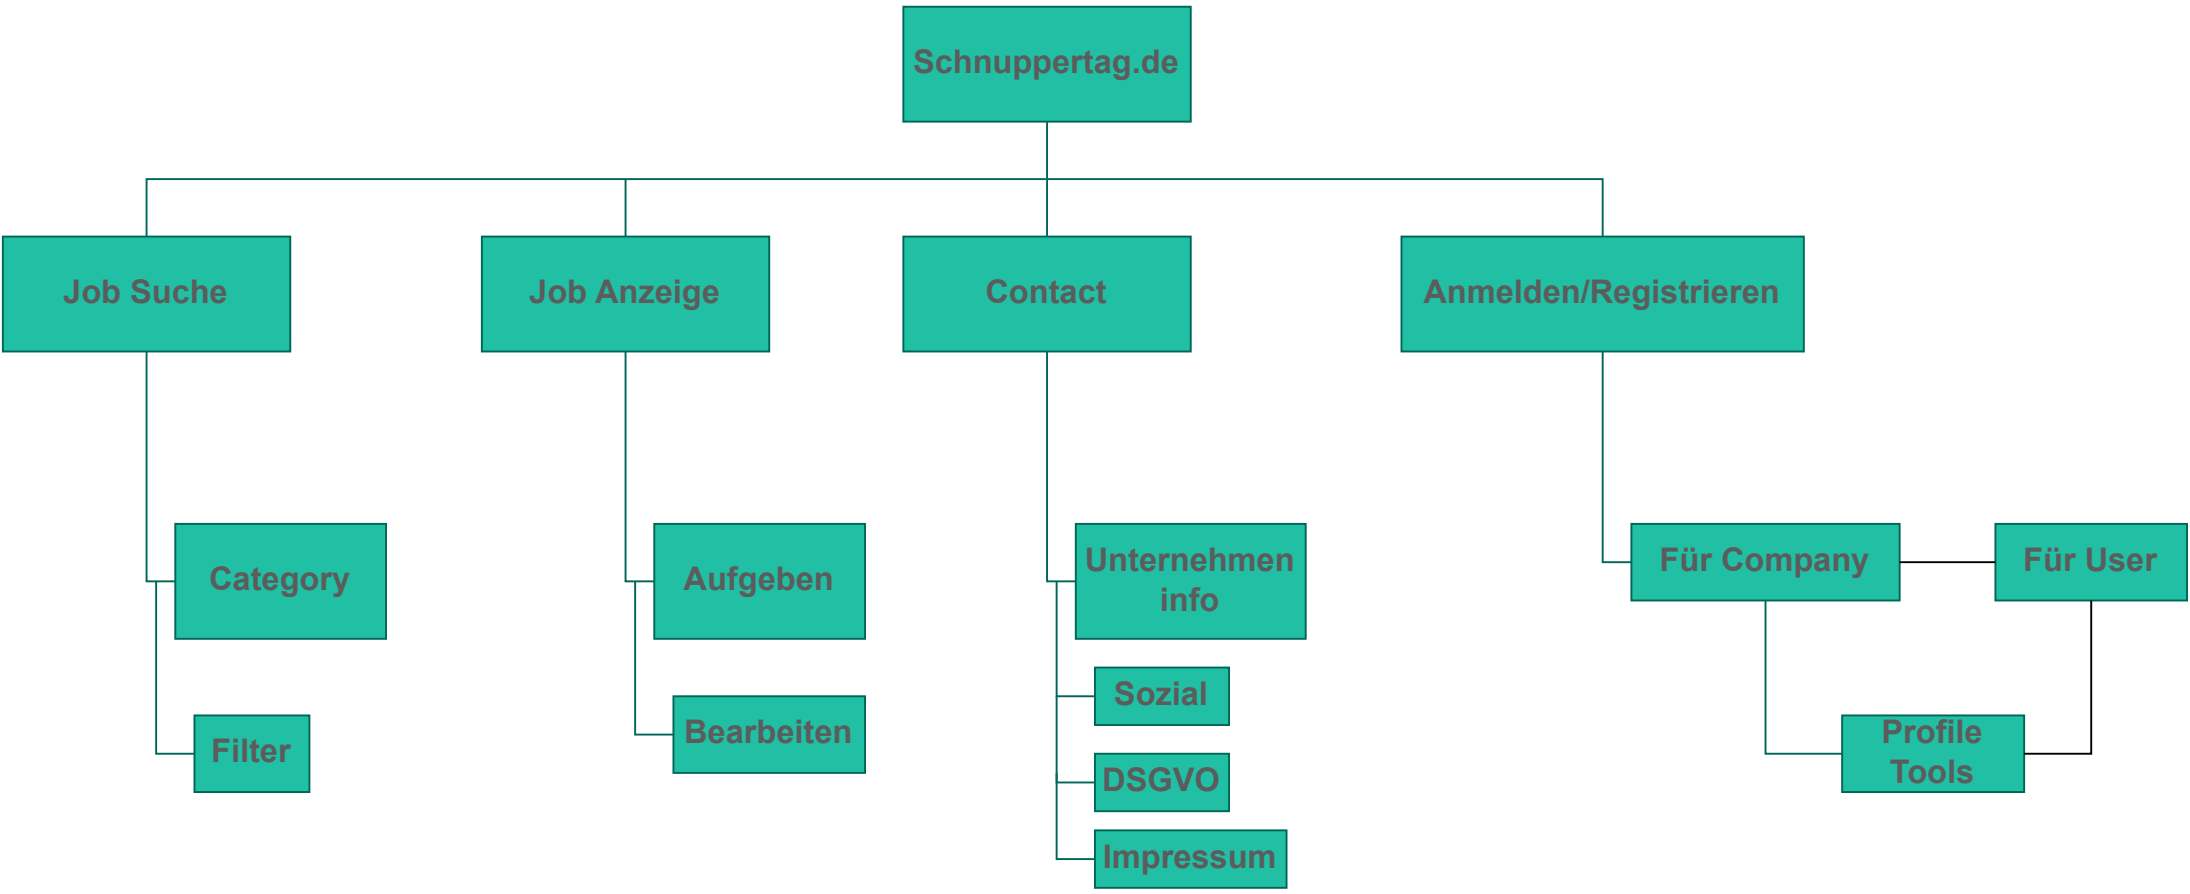 Schnuppertag.de
Job Suche
Job Anzeige
Contact
Anmelden/Registrieren
Category
Filter
Aufgeben
Bearbeiten
Unternehmen
info
Sozial
DSGVO
Impressum
Für Company
Für User
Profile
Tools